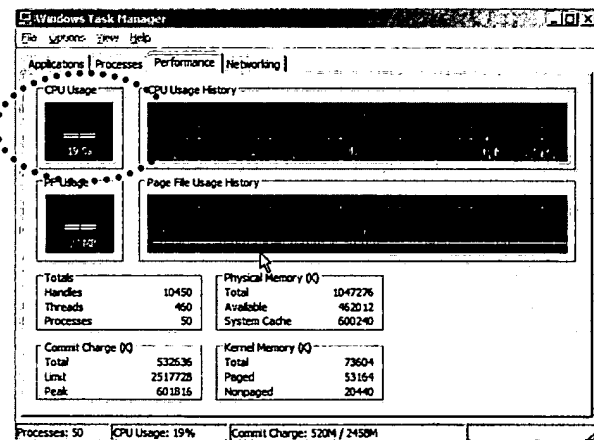 Windows Task Manager
File Options View Help
Applications Processes Performance Networking
CPU Usage
CPU Usage History
19 %
PF Usage
Page File Usage History
Totals
Handles 10450
Threads 460
Processes 50
Physical Memory (K)
Total 1047276
Available 462012
System Cache 600240
Commit Charge (K)
Total 532636
Limit 2517728
Peak 601816
Kernel Memory (K)
Total 73604
Paged 53164
Nonpaged 20440
Processes: 50 CPU Usage: 19% Commit Charge: 520M / 2458M